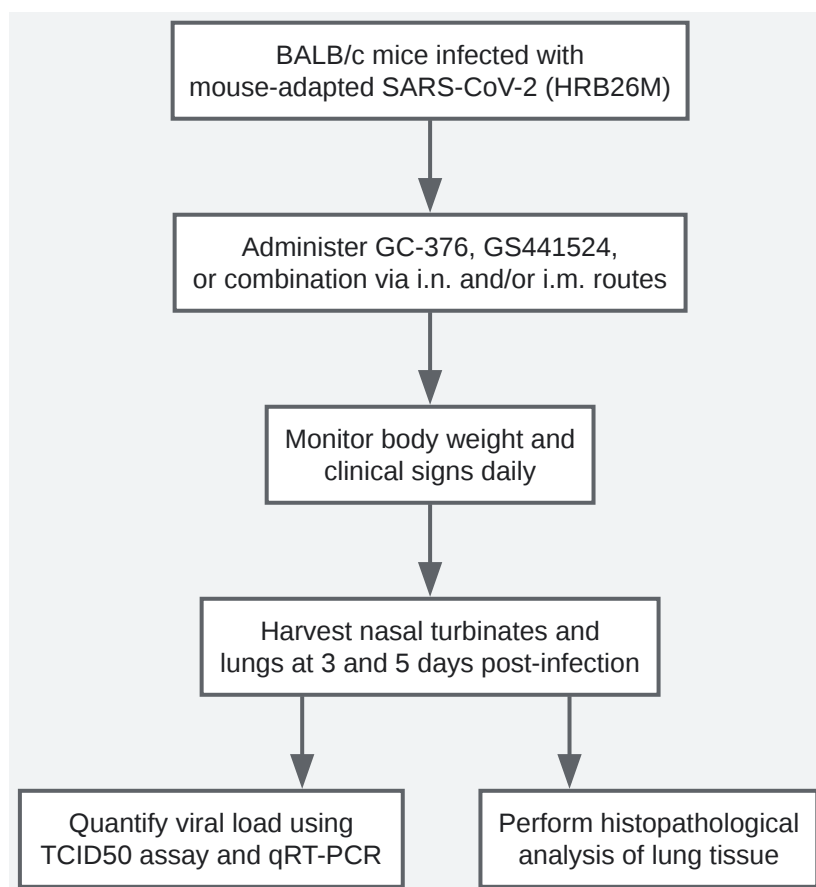 BALB/c mice infected with
mouse-adapted SARS-CoV-2 (HRB26M)
Administer GC-376, GS441524,
or combination via i.n. and/or i.m. routes
Monitor body weight and
clinical signs daily
Harvest nasal turbinates and
lungs at 3 and 5 days post-infection
Quantify viral load using
TCID50 assay and qRT-PCR
Perform histopathological
analysis of lung tissue